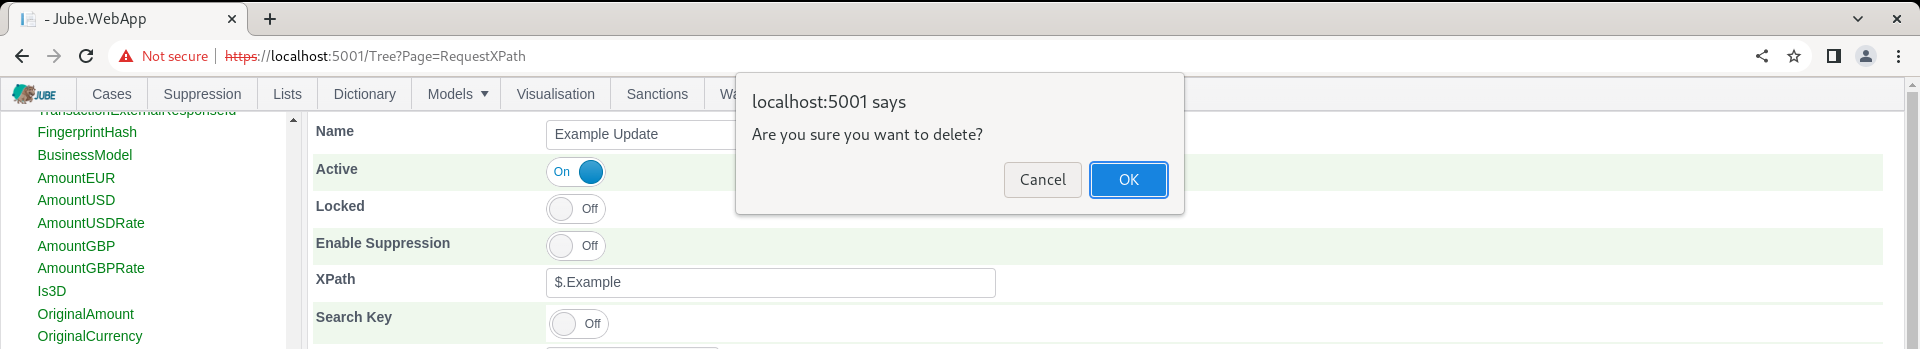 - Jube.WebApp
Not secure https://localhost:5001/Tree?Page=RequestXPath
JUBE Cases Suppression Lists Dictionary Models Visualisation Sanctions
localhost:5001 says
Are you sure you want to delete?
Cancel OK
TransactionExternalResponseId
FingerprintHash
BusinessModel
AmountEUR
AmountUSD
AmountUSDRate
AmountGBP
AmountGBPRate
Is3D
OriginalAmount
OriginalCurrency
Name Example Update
Active On
Locked Off
Enable Suppression Off
XPath $.Example
Search Key Off